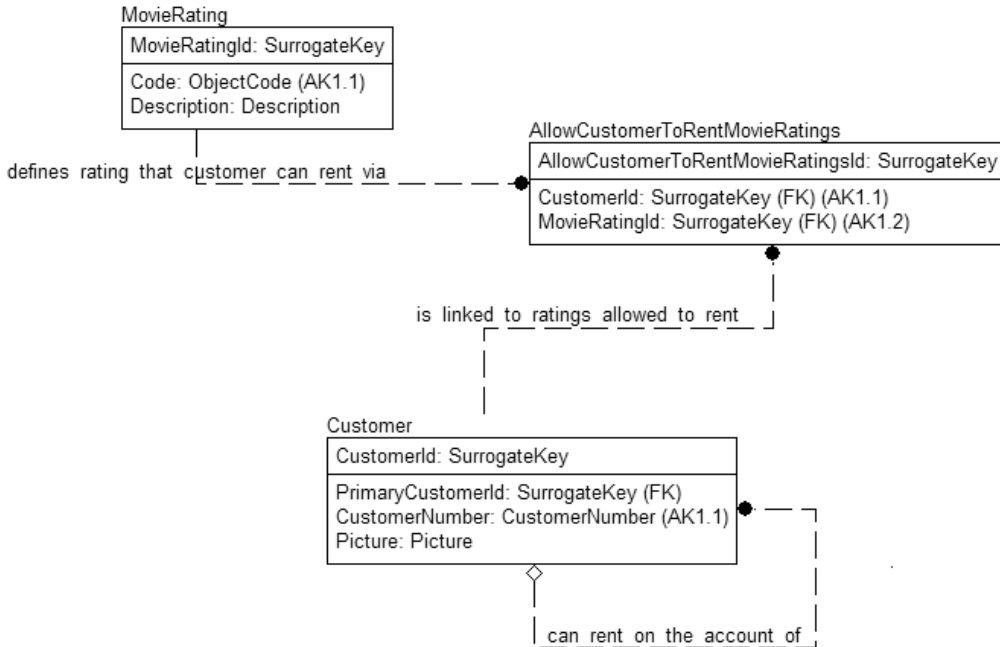 MovieRating
MovieRatingId: SurrogateKey
Code: ObjectCode (AK1.1)
Description: Description
defines rating that customer can rent via
AllowCustomerToRentMovieRatings
AllowCustomerToRentMovieRatingsId: SurrogateKey
CustomerId: SurrogateKey (FK) (AK1.1)
MovieRatingId: SurrogateKey (FK) (AK1.2)
is linked to ratings allowed to rent
Customer
CustomerId: SurrogateKey
PrimaryCustomerId: SurrogateKey (FK)
CustomerNumber: CustomerNumber (AK1.1)
Picture: Picture
can rent on the account of